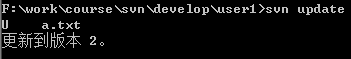 F:\work\course\svn\develop\user1>svn update
U    a.txt
更新到版本 2。